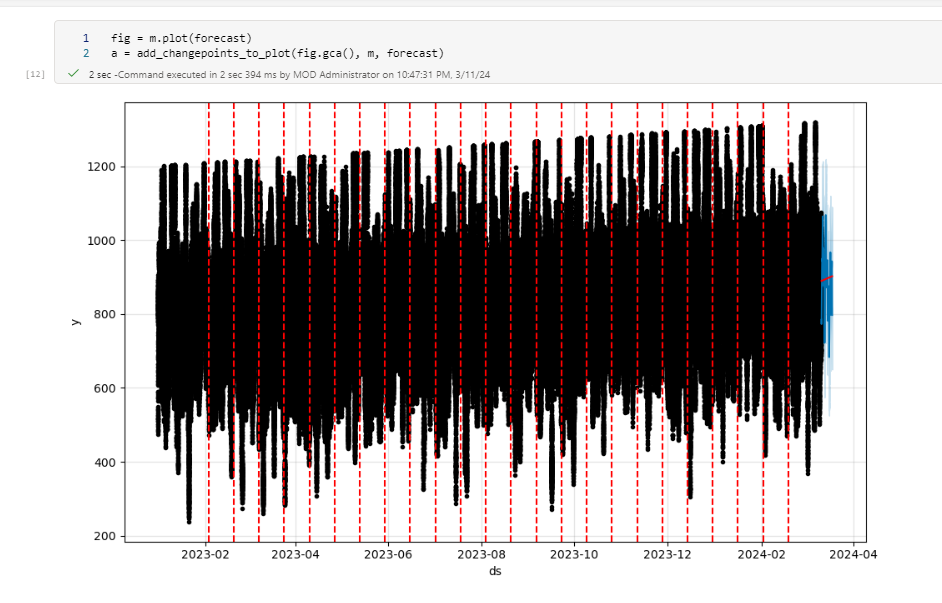 1 fig = m.plot(forecast)
2 a = add_changepoints_to_plot(fig.gca(), m, forecast)
[12] 2 sec -Command executed in 2 sec 394 ms by MOD Administrator on 10:47:31 PM, 3/11/24
1200
1000
800
y
600
400
200
2023-02 2023-04 2023-06 2023-08 2023-10 2023-12 2024-02 2024-04
ds